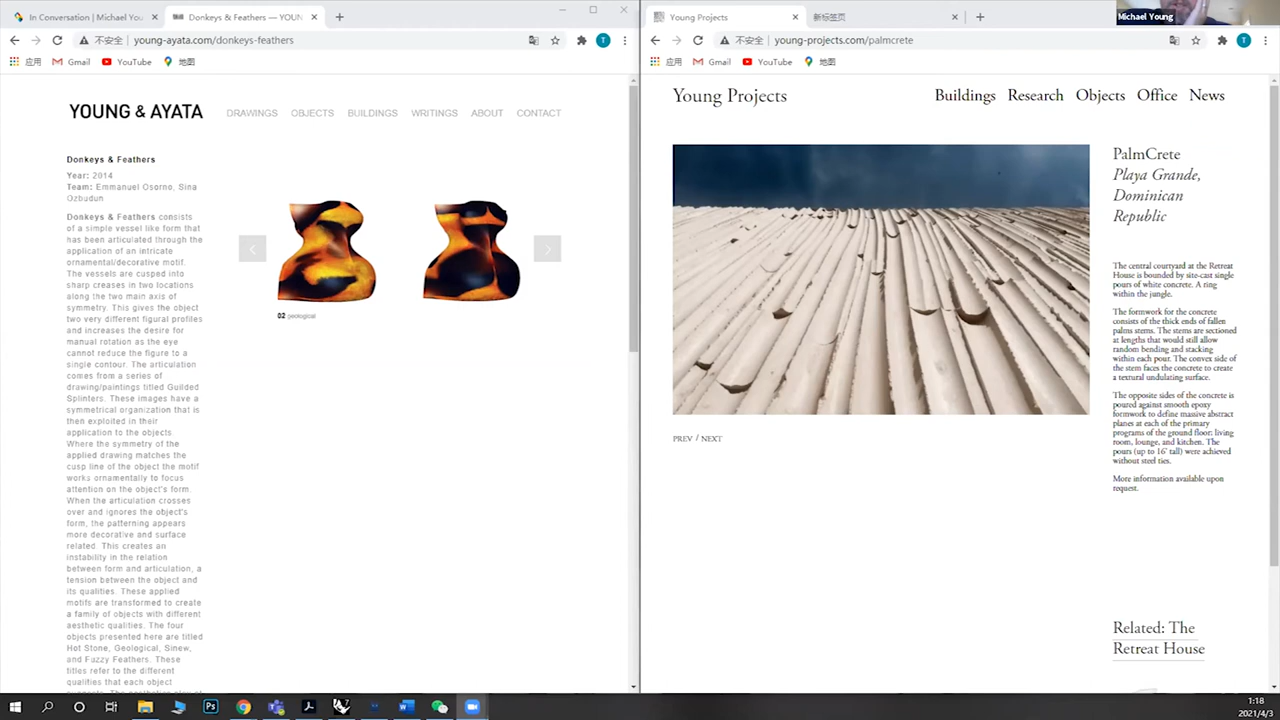 In Conversation | Michael You
Donkeys & Feathers — YOUN
不安全
young-ayata.com/donkeys-feathers
T
应用
Gmail
YouTube
地图
YOUNG & AYATA
DRAWINGS
OBJECTS
BUILDINGS
WRITINGS
ABOUT
CONTACT
Donkeys & Feathers
Year: 2014
Team: Emmanuel Osorno, Sina
Ozbudun
Donkeys & Feathers consists
of a simple vessel like form that
has been articulated through the
application of an intricate
ornamental/decorative motif.
The vessels are cusped into
sharp creases in two locations
along the two main axis of
symmetry. This gives the object
two very different figural profiles
and increases the desire for
manual rotation as the eye
cannot reduce the figure to a
single contour. The articulation
comes from a series of
drawing/paintings titled Guilded
Splinters. These images have a
symmetrical organization that is
then exploited in their
application to the objects
Where the symmetry of the
applied drawing matches the
cusp line of the object the motif
works ornamentally to focus
attention on the object's form.
When the articulation crosses
over and ignores the object's
form, the patterning appears
more decorative and surface
related. This creates an
instability in the relation
between form and articulation, a
tension between the object and
its qualities. These applied
motifs are transformed to create
a family of objects with different
aesthetic qualities. The four
objects presented here are titled
Hot Stone, Geological, Sinew,
and Fuzzy Feathers. These
titles refer to the different
qualities that each object
02 geological
Young Projects
新标签页
Michael Young
不安全
young-projects.com/palmcrete
T
应用
Gmail
YouTube
地图
Young Projects
Buildings
Research
Objects
Office
News
PalmCrete
Playa Grande,
Dominican
Republic
The central courtyard at the Retreat
House is bounded by site-cast single
pours of white concrete. A ring
within the jungle.
The formwork for the concrete
consists of the thick ends of fallen
palms stems. The stems are sectioned
at lengths that would still allow
random bending and stacking
within each pour. The convex side of
the stem faces the concrete to create
a textural undulating surface.
The opposite sides of the concrete is
poured against smooth epoxy
formwork to define massive abstract
planes at each of the primary
programs of the ground floor: living
room, lounge, and kitchen. The
pours (up to 16' tall) were achieved
without steel ties.
More information available upon
request.
PREV / NEXT
Related: The
Retreat House
Ps
1:18
2021/4/3